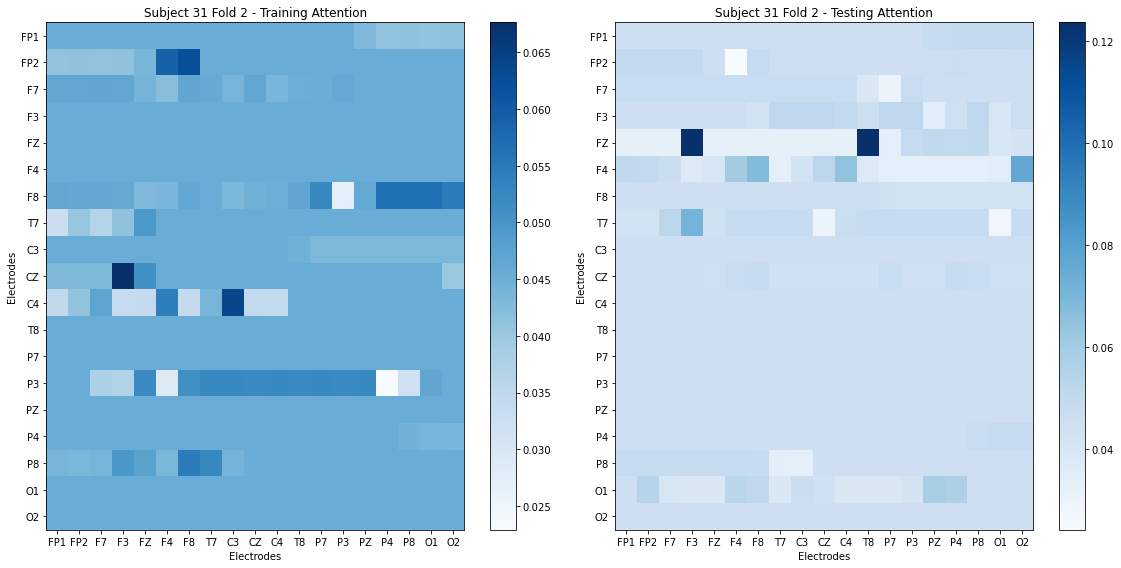 Subject 31 Fold 2 - Training Attention
Electrodes
FP1
FP2
F7
F3
FZ
F4
F8
T7
C3
CZ
C4
T8
P7
P3
PZ
P4
P8
O1
O2
FP1 FP2 F7 F3 FZ F4 F8 T7 C3 CZ C4 T8 P7 P3 PZ P4 P8 O1 O2
Electrodes
0.065
0.060
0.055
0.050
0.045
0.040
0.035
0.030
0.025
Subject 31 Fold 2 - Testing Attention
Electrodes
FP1
FP2
F7
F3
FZ
F4
F8
T7
C3
CZ
C4
T8
P7
P3
PZ
P4
P8
O1
O2
FP1 FP2 F7 F3 FZ F4 F8 T7 C3 CZ C4 T8 P7 P3 PZ P4 P8 O1 O2
Electrodes
0.12
0.10
0.08
0.06
0.04